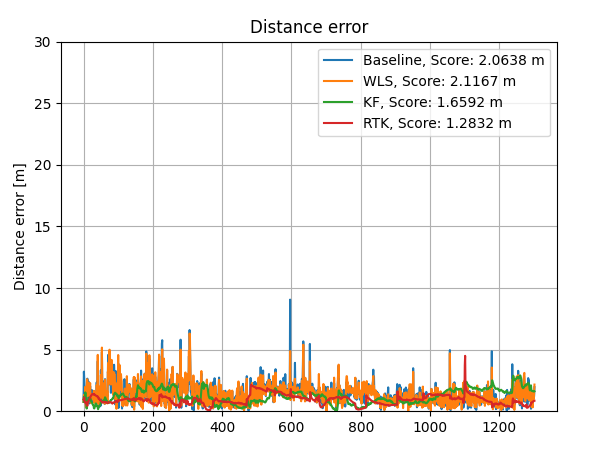 Distance error
30
25
20
15
10
5
0
Distance error [m]
Baseline, Score: 2.0638 m
WLS, Score: 2.1167 m
KF, Score: 1.6592 m
RTK, Score: 1.2832 m
0 200 400 600 800 1000 1200